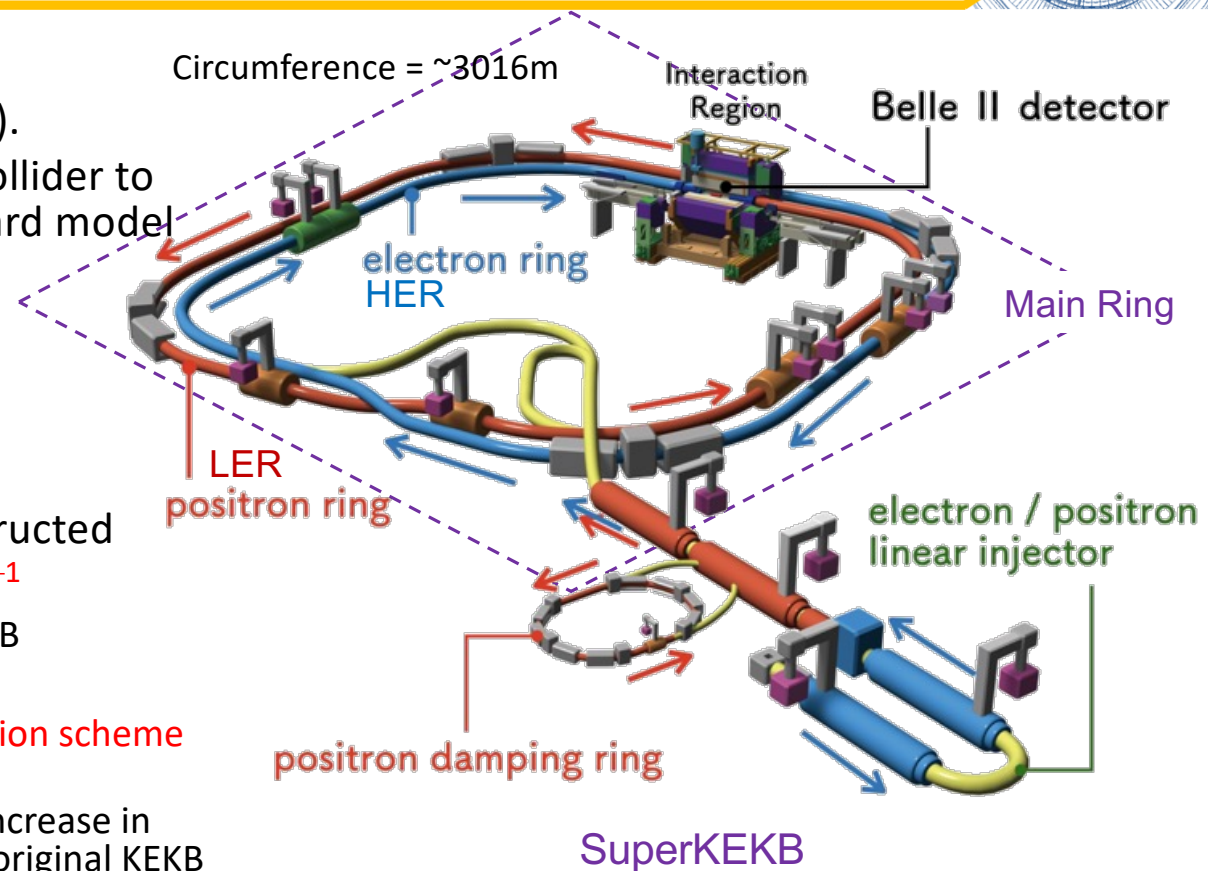 Circumference = ~3016m
Interaction
Region
Belle II detector
).
ollider to
ard model
electron ring
HER
Main Ring
LER
positron ring
ructed
-1
electron / positron
linear injector
B
ion scheme
positron damping ring
ncrease in
original KEKB
SuperKEKB